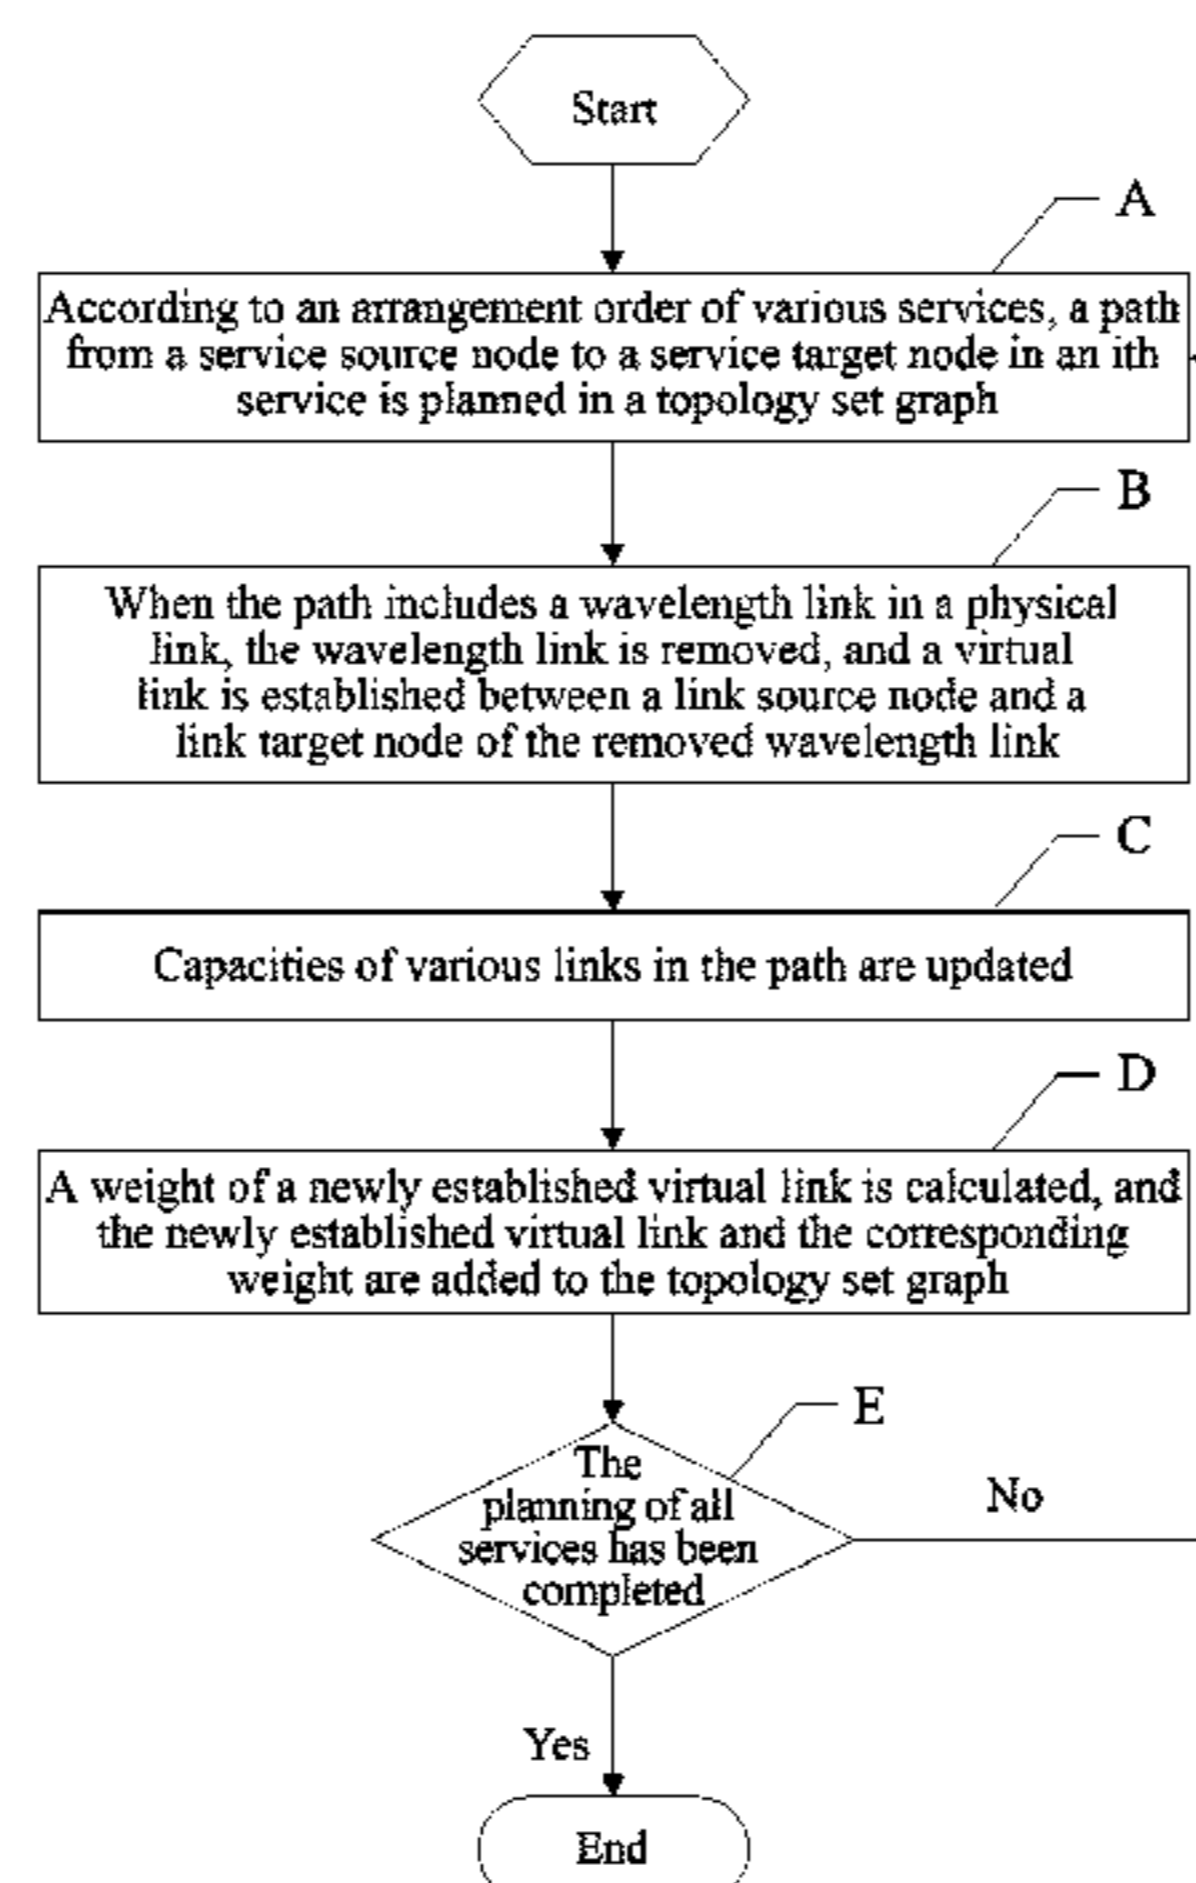 Start
A
According to an arrangement order of various services, a path
from a service source node to a service target node in an ith
service is planned in a topology set graph
B
When the path includes a wavelength link in a physical
link, the wavelength link is removed, and a virtual
link is established between a link source node and a
link target node of the removed wavelength link
C
Capacities of various links in the path are updated
D
A weight of a newly established virtual link is calculated, and
the newly established virtual link and the corresponding
weight are added to the topology set graph
E
The
planning of all
services has been
completed
No
Yes
End